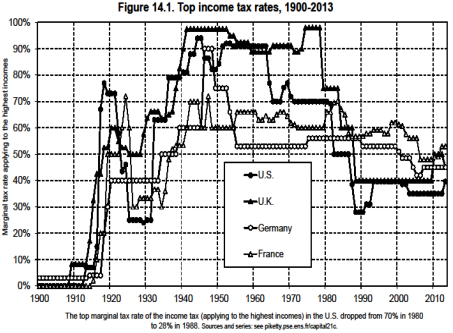 Figure 14.1. Top income tax rates, 1900-2013
Marginal tax rate applying to the highest incomes
100%
90%
80%
70%
60%
50%
40%
30%
20%
10%
0%
U.S.
U.K.
Germany
France
1900 1910 1920 1930 1940 1950 1960 1970 1980 1990 2000 2010
The top marginal tax rate of the income tax (applying to the highest incomes) in the U.S. dropped from 70% in 1980
to 28% in 1988. Sources and series: see piketty.pse.ens.fr/capital21c.